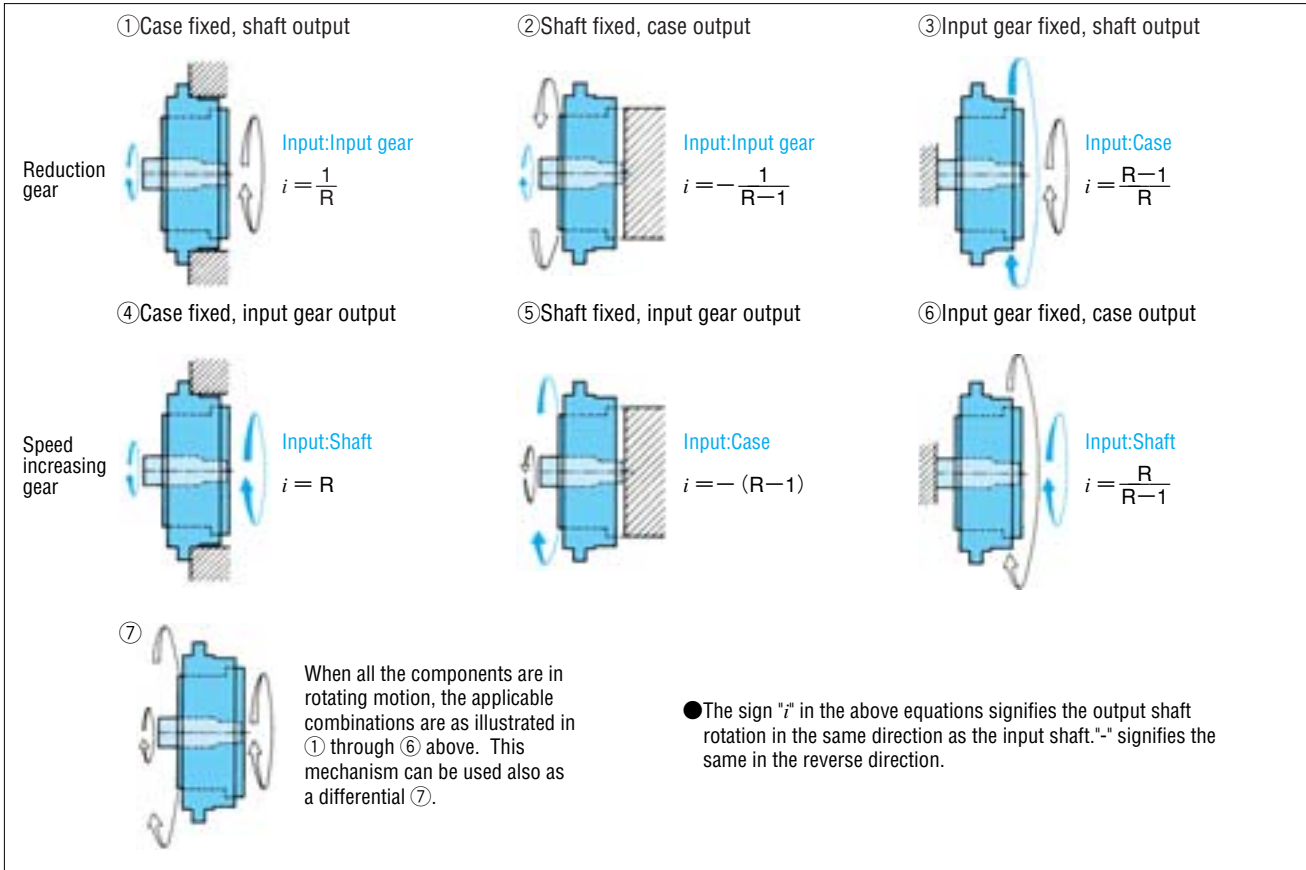 ①Case fixed, shaft output
②Shaft fixed, case output
③Input gear fixed, shaft output
Reduction
gear
Input:Input gear
i = 1/R
Input:Input gear
i = − 1/(R−1)
Input:Case
i = (R−1)/R
④Case fixed, input gear output
⑤Shaft fixed, input gear output
⑥Input gear fixed, case output
Speed
increasing
gear
Input:Shaft
i = R
Input:Case
i = − (R−1)
Input:Shaft
i = R/(R−1)
⑦
When all the components are in
rotating motion, the applicable
combinations are as illustrated in
① through ⑥ above. This
mechanism can be used also as
a differential ⑦.
●The sign "i" in the above equations signifies the output shaft
rotation in the same direction as the input shaft."-" signifies the
same in the reverse direction.